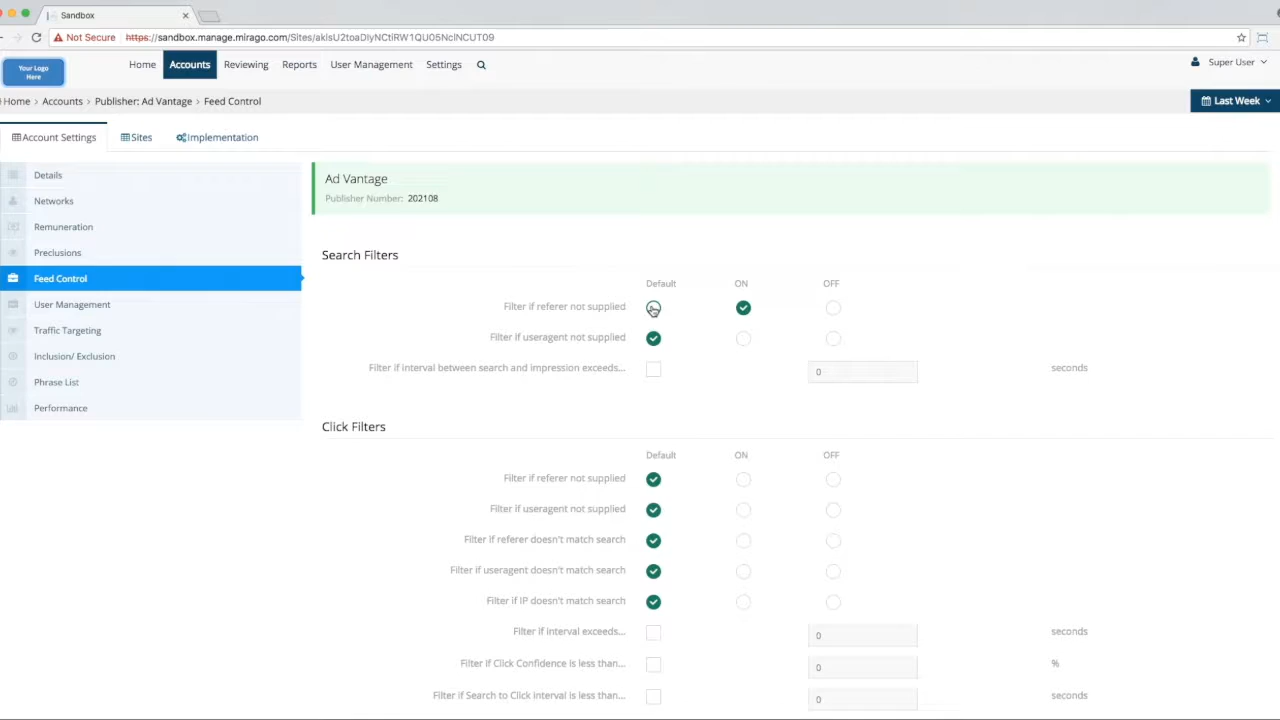 Sandbox
Not Secure https://sandbox.manage.mirago.com/Sites/
Your Logo Here
Home Accounts Reviewing Reports User Management Settings
Super User
Home > Accounts > Publisher: Ad Vantage > Feed Control
Last Week
Account Settings Sites Implementation
Details
Networks
Remuneration
Preclusions
Feed Control
User Management
Traffic Targeting
Inclusion/ Exclusion
Phrase List
Performance
Ad Vantage
Publisher Number: 202108
Search Filters
Default ON OFF
Filter if referer not supplied
Filter if useragent not supplied
Filter if interval between search and impression exceeds... 0 seconds
Click Filters
Default ON OFF
Filter if referer not supplied
Filter if useragent not supplied
Filter if referer doesn't match search
Filter if useragent doesn't match search
Filter if IP doesn't match search
Filter if interval exceeds... 0 seconds
Filter if Click Confidence is less than... 0 %
Filter if Search to Click interval is less than... 0 seconds